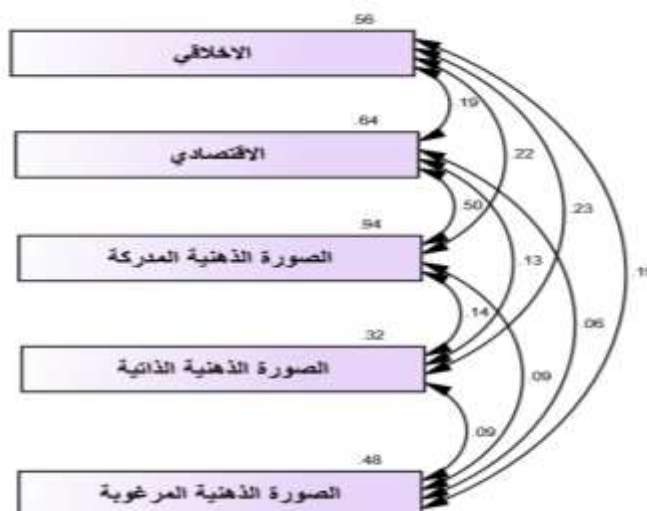 .56
الاخلاقي
.19
.64
الاقتصادي
.22
.50
.23
.94
الصورة الذهنية المدركة
.13
.14
.06
.32
الصورة الذهنية الذاتية
.09
.09
.48
الصورة الذهنية المرغوبة